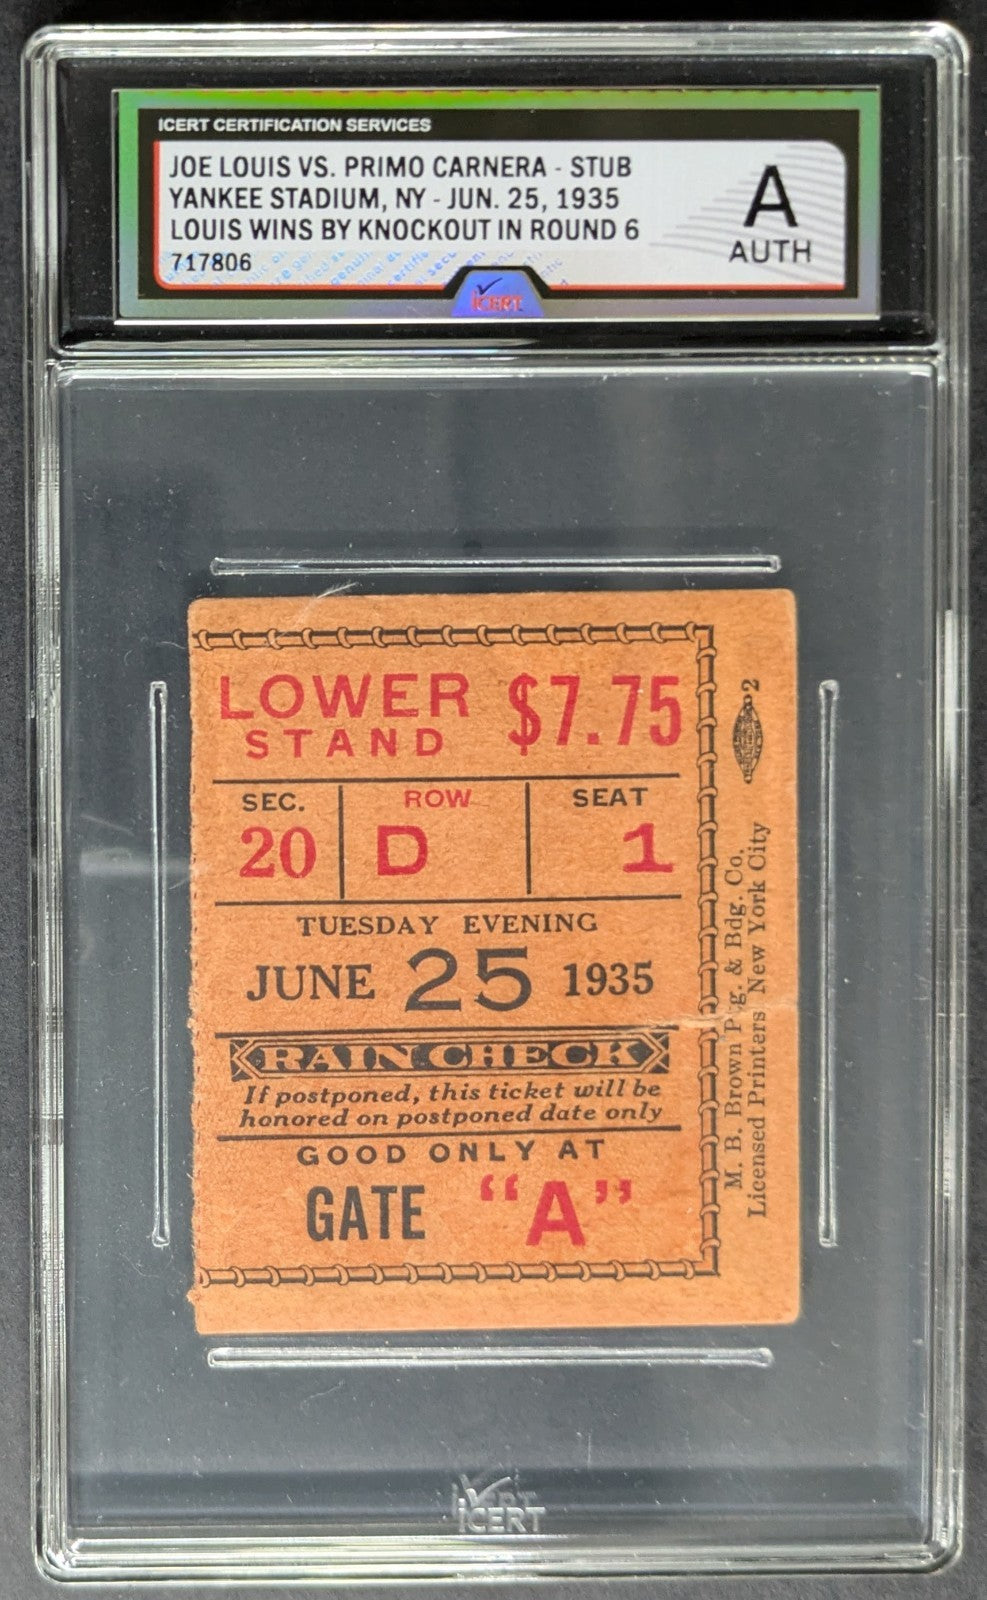 ICERT CERTIFICATION SERVICES
JOE LOUIS VS. PRIMO CARNERA - STUB
YANKEE STADIUM, NY - JUN. 25, 1935
LOUIS WINS BY KNOCKOUT IN ROUND 6
717806
A
AUTH
ICERT
LOWER STAND $7.75
SEC. ROW SEAT
20 D 1
TUESDAY EVENING
JUNE 25 1935
RAIN CHECK
If postponed, this ticket will be
honored on postponed date only
GOOD ONLY AT
GATE "A"
2
M. B. Brown Ptg. & Bdg. Co.
Licensed Printers New York City
ICERT